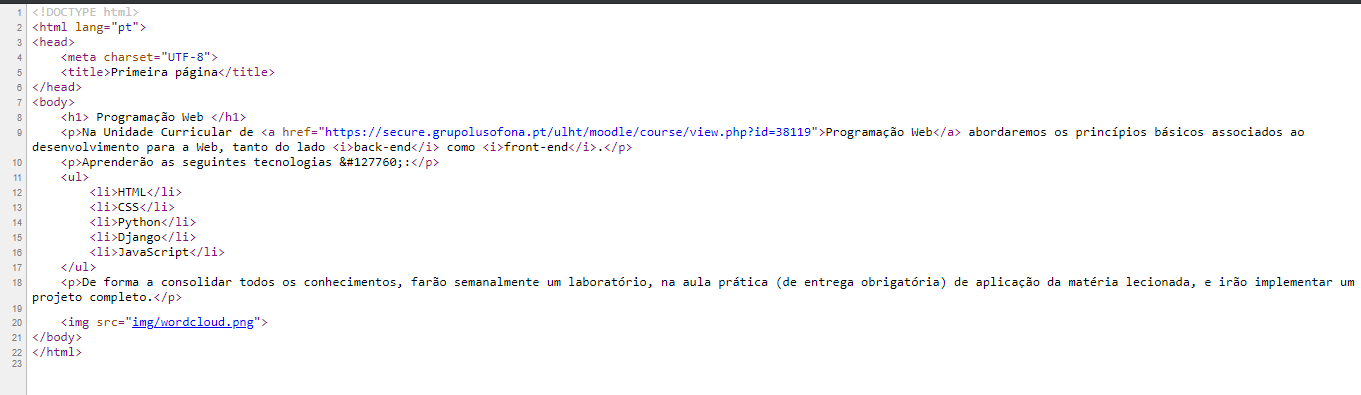 1 <!DOCTYPE html>
2 <html lang="pt">
3 <head>
4     <meta charset="UTF-8">
5     <title>Primeira página</title>
6 </head>
7 <body>
8     <h1> Programação Web </h1>
9     <p>Na Unidade Curricular de <a href="https://secure.grupolusofona.pt/ulht/moodle/course/view.php?id=38119">Programação Web</a> abordaremos os princípios básicos associados ao
desenvolvimento para a Web, tanto do lado <i>back-end</i> como <i>front-end</i>.</p>
10     <p>Aprenderão as seguintes tecnologias &#127760;:</p>
11     <ul>
12         <li>HTML</li>
13         <li>CSS</li>
14         <li>Python</li>
15         <li>Django</li>
16         <li>JavaScript</li>
17     </ul>
18     <p>De forma a consolidar todos os conhecimentos, farão semanalmente um laboratório, na aula prática (de entrega obrigatória) de aplicação da matéria lecionada, e irão implementar um
projeto completo.</p>
19
20     <img src="img/wordcloud.png">
21 </body>
22 </html>
23